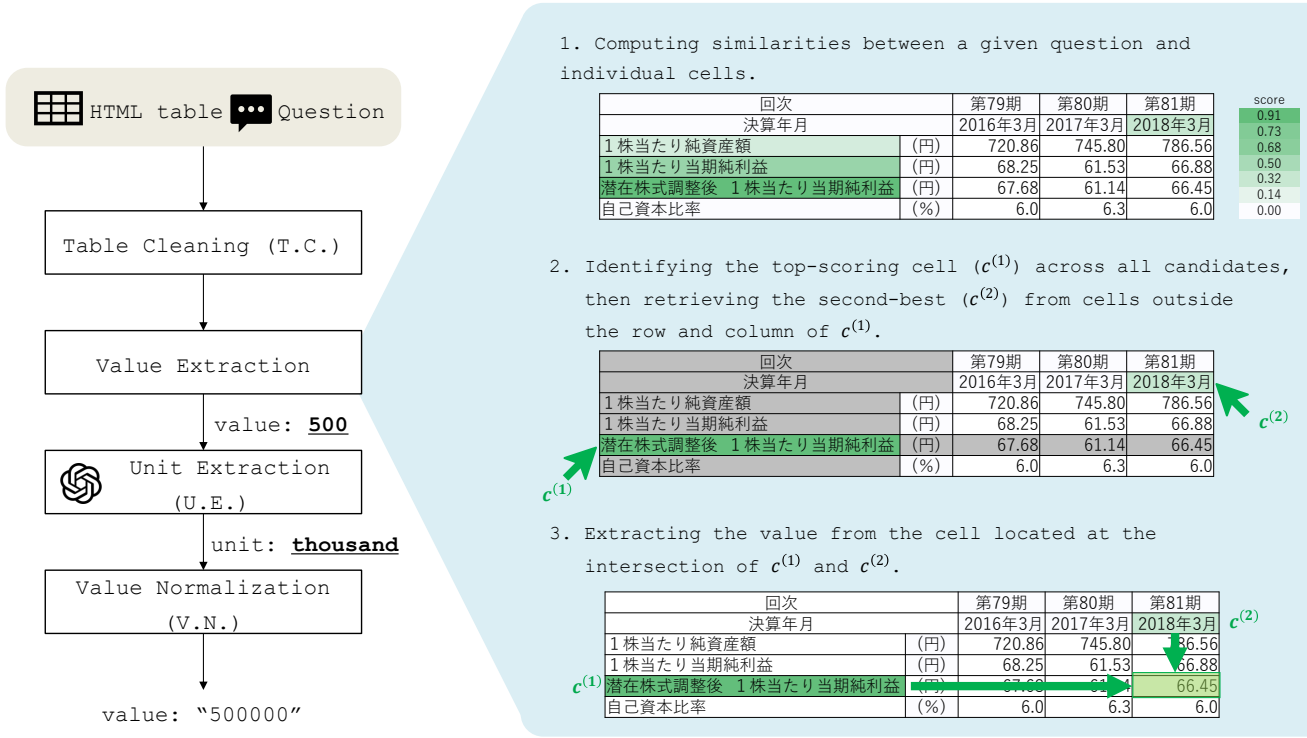 HTML table Question
Table Cleaning (T.C.)
Value Extraction
value: 500
Unit Extraction
(U.E.)
unit: thousand
Value Normalization
(V.N.)
value: “500000”
1. Computing similarities between a given question and
individual cells.
回次 第79期 第80期 第81期
決算年月 2016年3月 2017年3月 2018年3月
1株当たり純資産額 (円) 720.86 745.80 786.56
1株当たり当期純利益 (円) 68.25 61.53 66.88
潜在株式調整後 1株当たり当期純利益 (円) 67.68 61.14 66.45
自己資本比率 (%) 6.0 6.3 6.0
score
0.91
0.73
0.68
0.50
0.32
0.14
0.00
2. Identifying the top-scoring cell (c(1)) across all candidates,
then retrieving the second-best (c(2)) from cells outside
the row and column of c(1).
回次 第79期 第80期 第81期
決算年月 2016年3月 2017年3月 2018年3月
1株当たり純資産額 (円) 720.86 745.80 786.56
1株当たり当期純利益 (円) 68.25 61.53 66.88
潜在株式調整後 1株当たり当期純利益 (円) 67.68 61.14 66.45
自己資本比率 (%) 6.0 6.3 6.0
c(2)
c(1)
3. Extracting the value from the cell located at the
intersection of c(1) and c(2).
回次 第79期 第80期 第81期
決算年月 2016年3月 2017年3月 2018年3月 c(2)
1株当たり純資産額 (円) 720.86 745.80 786.56
1株当たり当期純利益 (円) 68.25 61.53 66.88
c(1) 潜在株式調整後 1株当たり当期純利益 (円) 67.68 61.14 66.45
自己資本比率 (%) 6.0 6.3 6.0